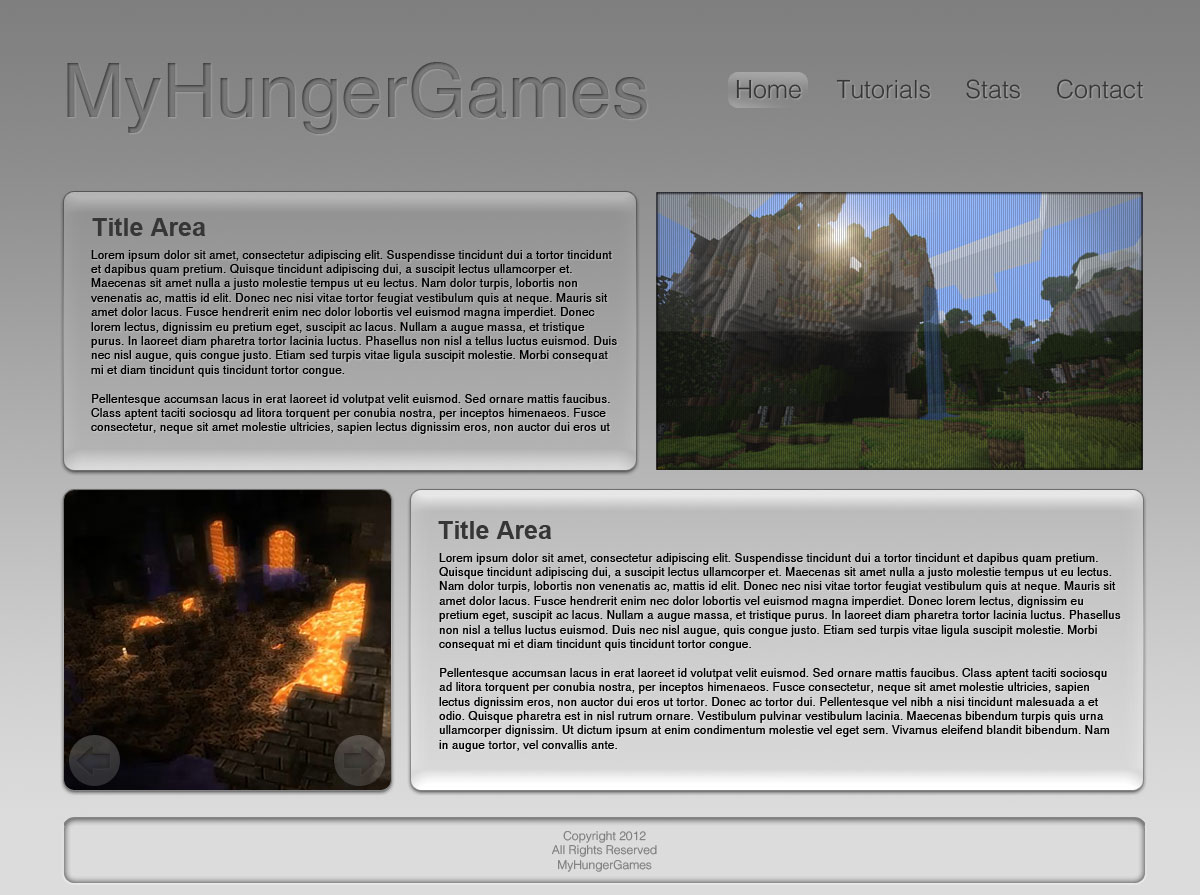 MyHungerGames
Home
Tutorials
Stats
Contact
Title Area
Lorem ipsum dolor sit amet, consectetur adipiscing elit. Suspendisse tincidunt dui a tortor tincidunt
et dapibus quam pretium. Quisque tincidunt adipiscing dui, a suscipit lectus ullamcorper et.
Maecenas sit amet nulla a justo molestie tempus ut eu lectus. Nam dolor turpis, lobortis non
venenatis ac, mattis id elit. Donec nec nisi vitae tortor feugiat vestibulum quis at neque. Mauris sit
amet dolor lacus. Fusce hendrerit enim nec dolor lobortis vel euismod magna imperdiet. Donec
lorem lectus, dignissim eu pretium eget, suscipit ac lacus. Nullam a augue massa, et tristique
purus. In laoreet diam pharetra tortor lacinia luctus. Phasellus non nisl a tellus luctus euismod. Duis
nec nisl augue, quis congue justo. Etiam sed turpis vitae ligula suscipit molestie. Morbi consequat
mi et diam tincidunt quis tincidunt tortor congue.
Pellentesque accumsan lacus in erat laoreet id volutpat velit euismod. Sed ornare mattis faucibus.
Class aptent taciti sociosqu ad litora torquent per conubia nostra, per inceptos himenaeos. Fusce
consectetur, neque sit amet molestie ultricies, sapien lectus dignissim eros, non auctor dui eros ut
Title Area
Lorem ipsum dolor sit amet, consectetur adipiscing elit. Suspendisse tincidunt dui a tortor tincidunt et dapibus quam pretium.
Quisque tincidunt adipiscing dui, a suscipit lectus ullamcorper et. Maecenas sit amet nulla a justo molestie tempus ut eu lectus.
Nam dolor turpis, lobortis non venenatis ac, mattis id elit. Donec nec nisi vitae tortor feugiat vestibulum quis at neque. Mauris sit
amet dolor lacus. Fusce hendrerit enim nec dolor lobortis vel euismod magna imperdiet. Donec lorem lectus, dignissim eu
pretium eget, suscipit ac lacus. Nullam a augue massa, et tristique purus. In laoreet diam pharetra tortor lacinia luctus. Phasellus
non nisl a tellus luctus euismod. Duis nec nisl augue, quis congue justo. Etiam sed turpis vitae ligula suscipit molestie. Morbi
consequat mi et diam tincidunt quis tincidunt tortor congue.
Pellentesque accumsan lacus in erat laoreet id volutpat velit euismod. Sed ornare mattis faucibus. Class aptent taciti sociosqu
ad litora torquent per conubia nostra, per inceptos himenaeos. Fusce consectetur, neque sit amet molestie ultricies, sapien
lectus dignissim eros, non auctor dui eros ut tortor. Donec ac tortor dui. Pellentesque vel nibh a nisi tincidunt malesuada a et
odio. Quisque pharetra est in nisl rutrum ornare. Vestibulum pulvinar vestibulum lacinia. Maecenas bibendum turpis quis urna
ullamcorper dignissim. Ut dictum ipsum at enim condimentum molestie vel eget sem. Vivamus eleifend blandit bibendum. Nam
in augue tortor, vel convallis ante.
Copyright 2012
All Rights Reserved
MyHungerGames